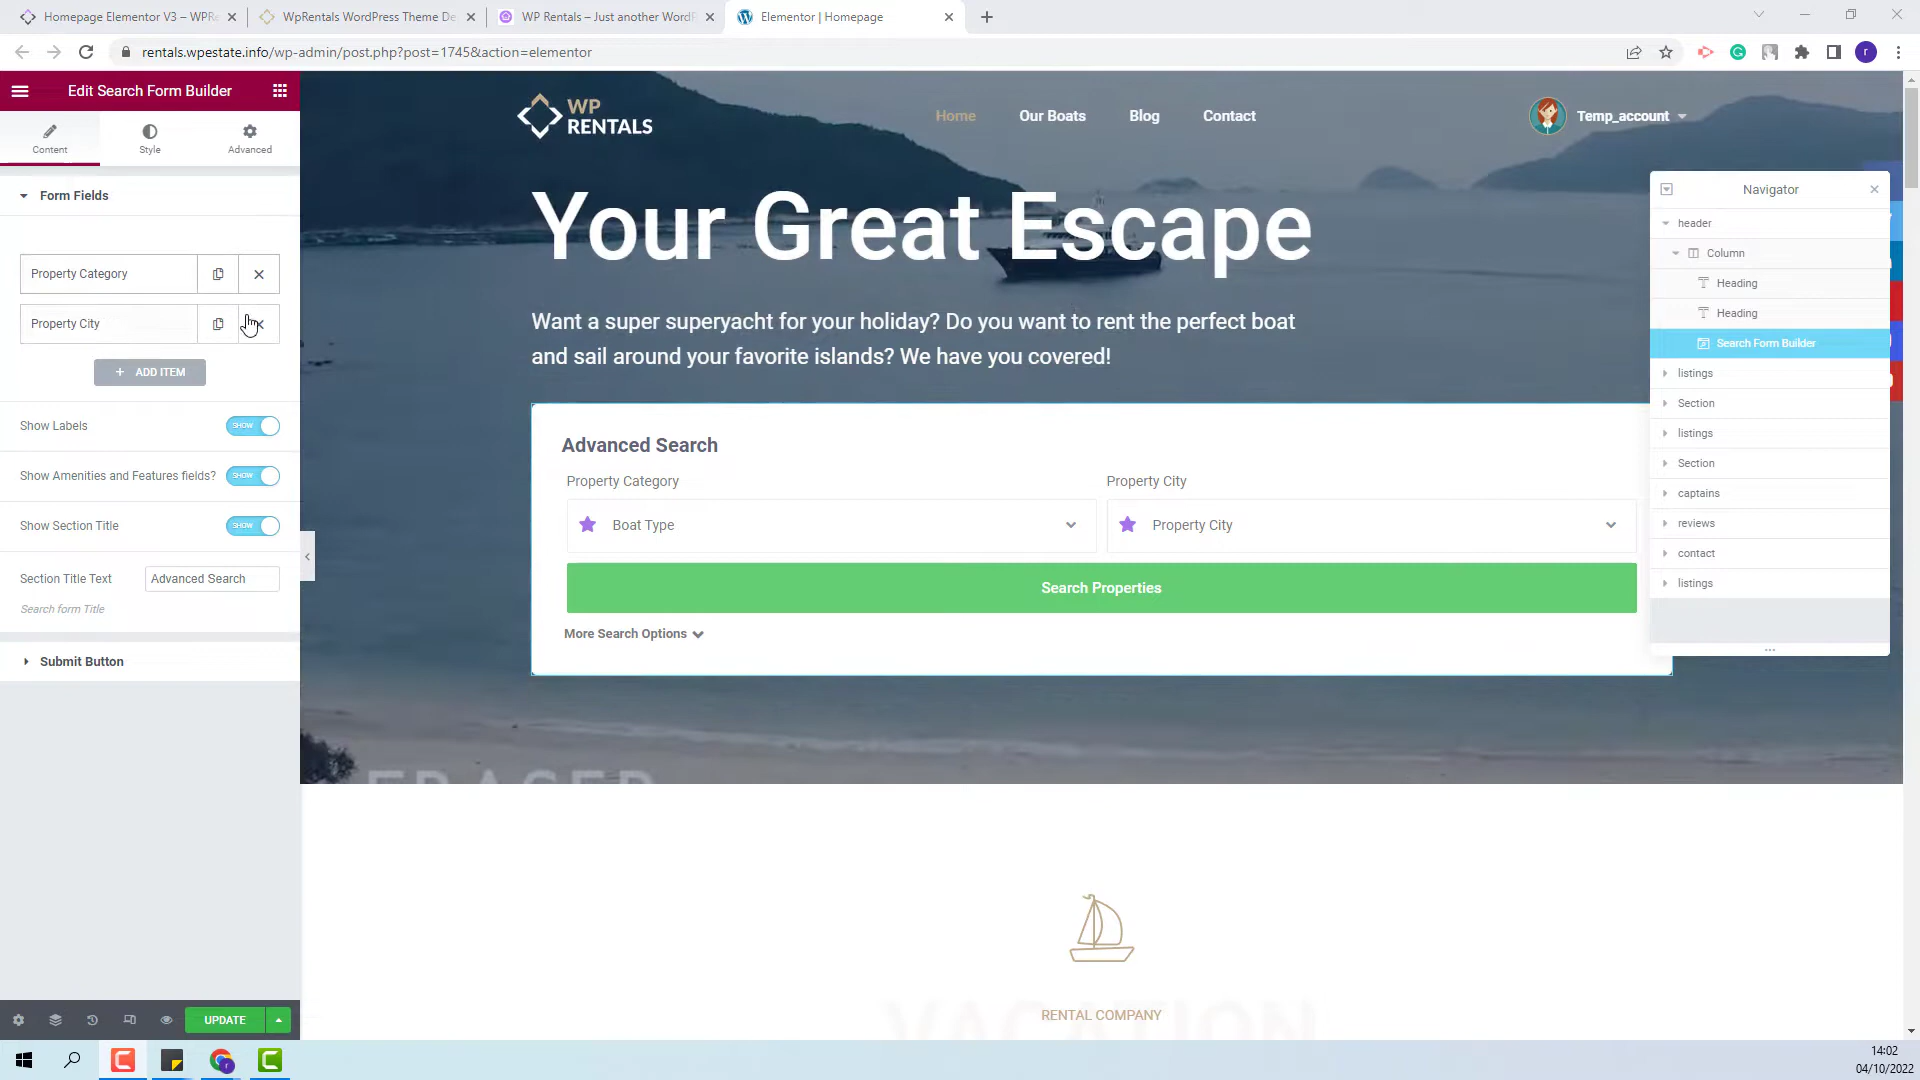 Homepage Elementor V3 – WPRe
WpRentals WordPress Theme De
WP Rentals – Just another WordP
Elementor | Homepage
rentals.wpestate.info/wp-admin/post.php?post=1745&action=elementor
r
Edit Search Form Builder
Content
Style
Advanced
Form Fields
Property Category
Property City
+ ADD ITEM
Show Labels
SHOW
Show Amenities and Features fields?
SHOW
Show Section Title
SHOW
Section Title Text
Advanced Search
Search form Title
Submit Button
UPDATE
WP
RENTALS
Home
Our Boats
Blog
Contact
Temp_account
Your Great Escape
Want a super superyacht for your holiday? Do you want to rent the perfect boat
and sail around your favorite islands? We have you covered!
Advanced Search
Property Category
Property City
Boat Type
Property City
Search Properties
More Search Options
VACATION
RENTAL COMPANY
Navigator
header
Column
Heading
Heading
Search Form Builder
listings
Section
listings
Section
captains
reviews
contact
listings
14:02
04/10/2022